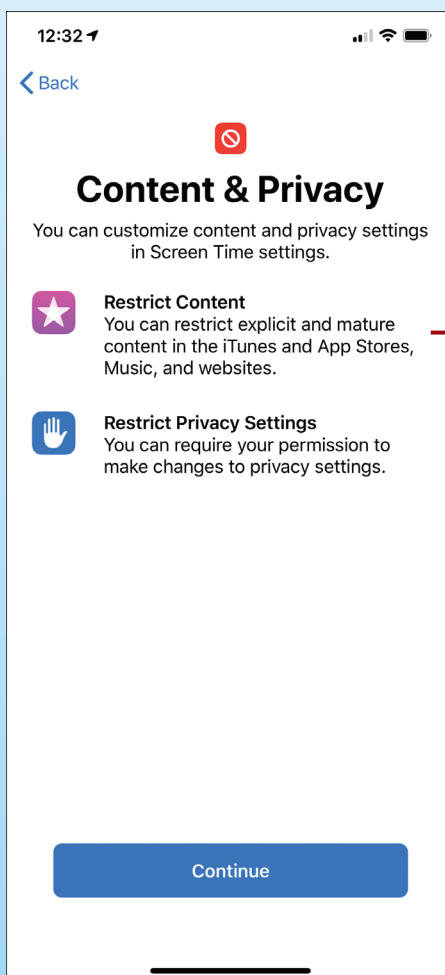 12:32
Back
Content & Privacy
You can customize content and privacy settings
in Screen Time settings.
Restrict Content
You can restrict explicit and mature
content in the iTunes and App Stores,
Music, and websites.
Restrict Privacy Settings
You can require your permission to
make changes to privacy settings.
Continue